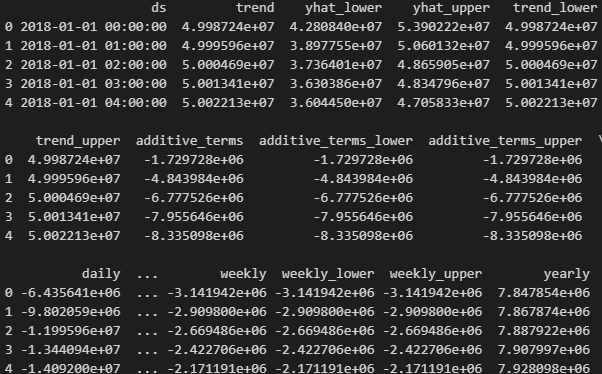 ds trend yhat_lower yhat_upper trend_lower
0 2018-01-01 00:00:00 4.998724e+07 4.280840e+07 5.390222e+07 4.998724e+07
1 2018-01-01 01:00:00 4.999596e+07 3.897755e+07 5.060132e+07 4.999596e+07
2 2018-01-01 02:00:00 5.000469e+07 3.736401e+07 4.865905e+07 5.000469e+07
3 2018-01-01 03:00:00 5.001341e+07 3.630386e+07 4.834796e+07 5.001341e+07
4 2018-01-01 04:00:00 5.002213e+07 3.604450e+07 4.705833e+07 5.002213e+07
trend_upper additive_terms additive_terms_lower additive_terms_upper \
0 4.998724e+07 -1.729728e+06 -1.729728e+06 -1.729728e+06
1 4.999596e+07 -4.843984e+06 -4.843984e+06 -4.843984e+06
2 5.000469e+07 -6.777532e+06 -6.777532e+06 -6.777532e+06
3 5.001341e+07 -7.955646e+06 -7.955646e+06 -7.955646e+06
4 5.002213e+07 -8.335098e+06 -8.335098e+06 -8.335098e+06
daily ... weekly weekly_lower weekly_upper yearly
0 -6.435641e+06 ... -3.141942e+06 -3.141942e+06 -3.141942e+06 7.847854e+06
1 -9.802059e+06 ... -2.909800e+06 -2.909800e+06 -2.909800e+06 7.867874e+06
2 -1.199596e+07 ... -2.669486e+06 -2.669486e+06 -2.669486e+06 7.887922e+06
3 -1.344094e+07 ... -2.422706e+06 -2.422706e+06 -2.422706e+06 7.907997e+06
4 -1.409200e+07 ... -2.171191e+06 -2.171191e+06 -2.171191e+06 7.928098e+06